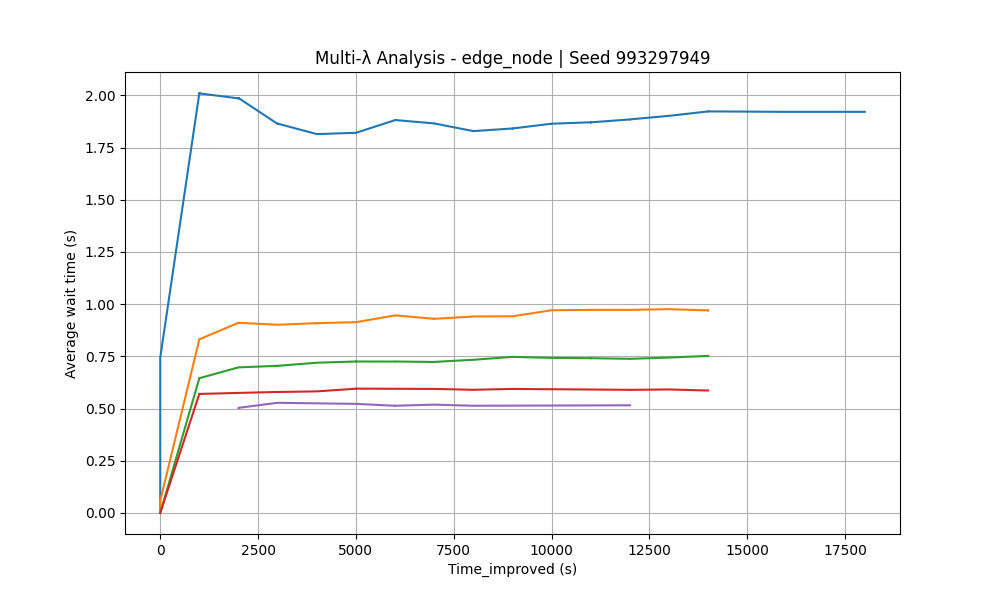 Multi-λ Analysis - edge_node | Seed 993297949
Average wait time (s)
2.00
1.75
1.50
1.25
1.00
0.75
0.50
0.25
0.00
0 2500 5000 7500 10000 12500 15000 17500
Time_improved (s)